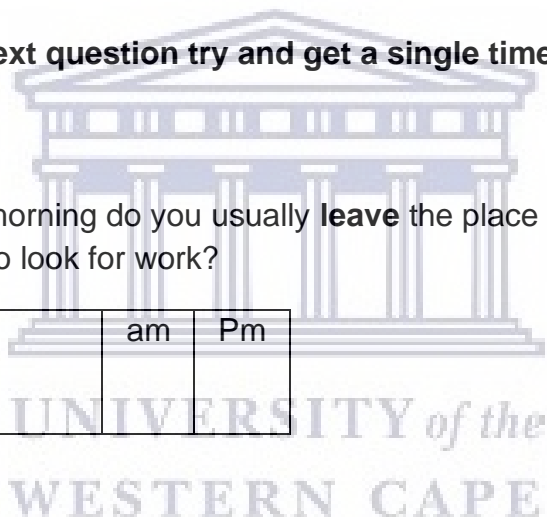 ext question try and get a single time
morning do you usually leave the place
o look for work?
am Pm
UNIVERSITY of the
WESTERN CAPE